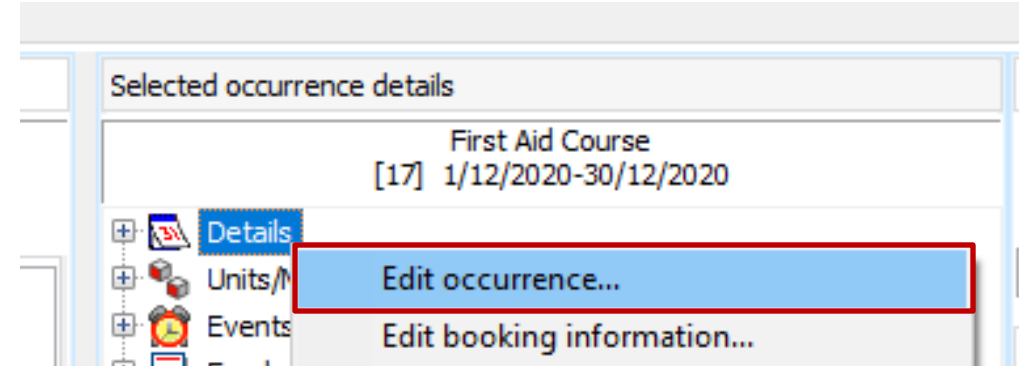 Selected occurrence details
First Aid Course
[17] 1/12/2020-30/12/2020
Details
Edit occurrence...
Events
Edit booking information...